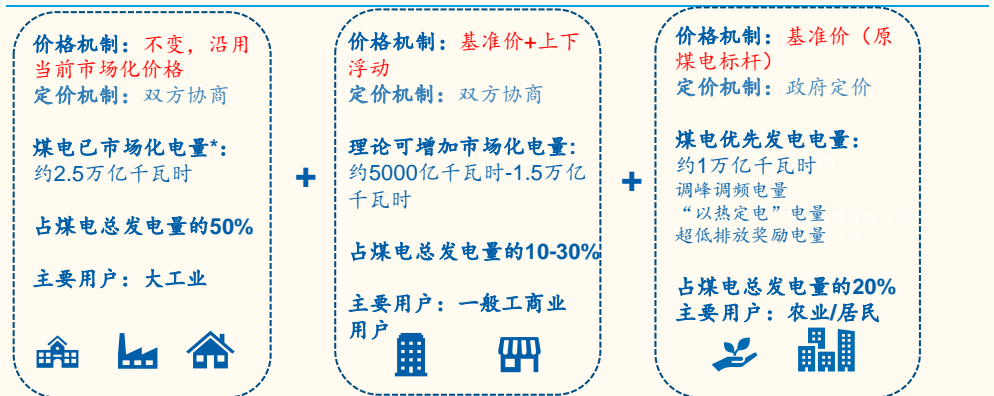 价格机制：不变，沿用
当前市场化价格
定价机制：双方协商
煤电已市场化电量*：
约2.5万亿千瓦时
占煤电总发电量的50%
主要用户：大工业
+
价格机制：基准价+上下
浮动
定价机制：双方协商
理论可增加市场化电量：
约5000亿千瓦时-1.5万亿
千瓦时
占煤电总发电量的10-30%
主要用户：一般工商业
用户
+
价格机制：基准价（原
煤电标杆）
定价机制：政府定价
煤电优先发电电量：
约1万亿千瓦时
调峰调频电量
“以热定电”电量
超低排放奖励电量
占煤电总发电量的20%
主要用户：农业/居民